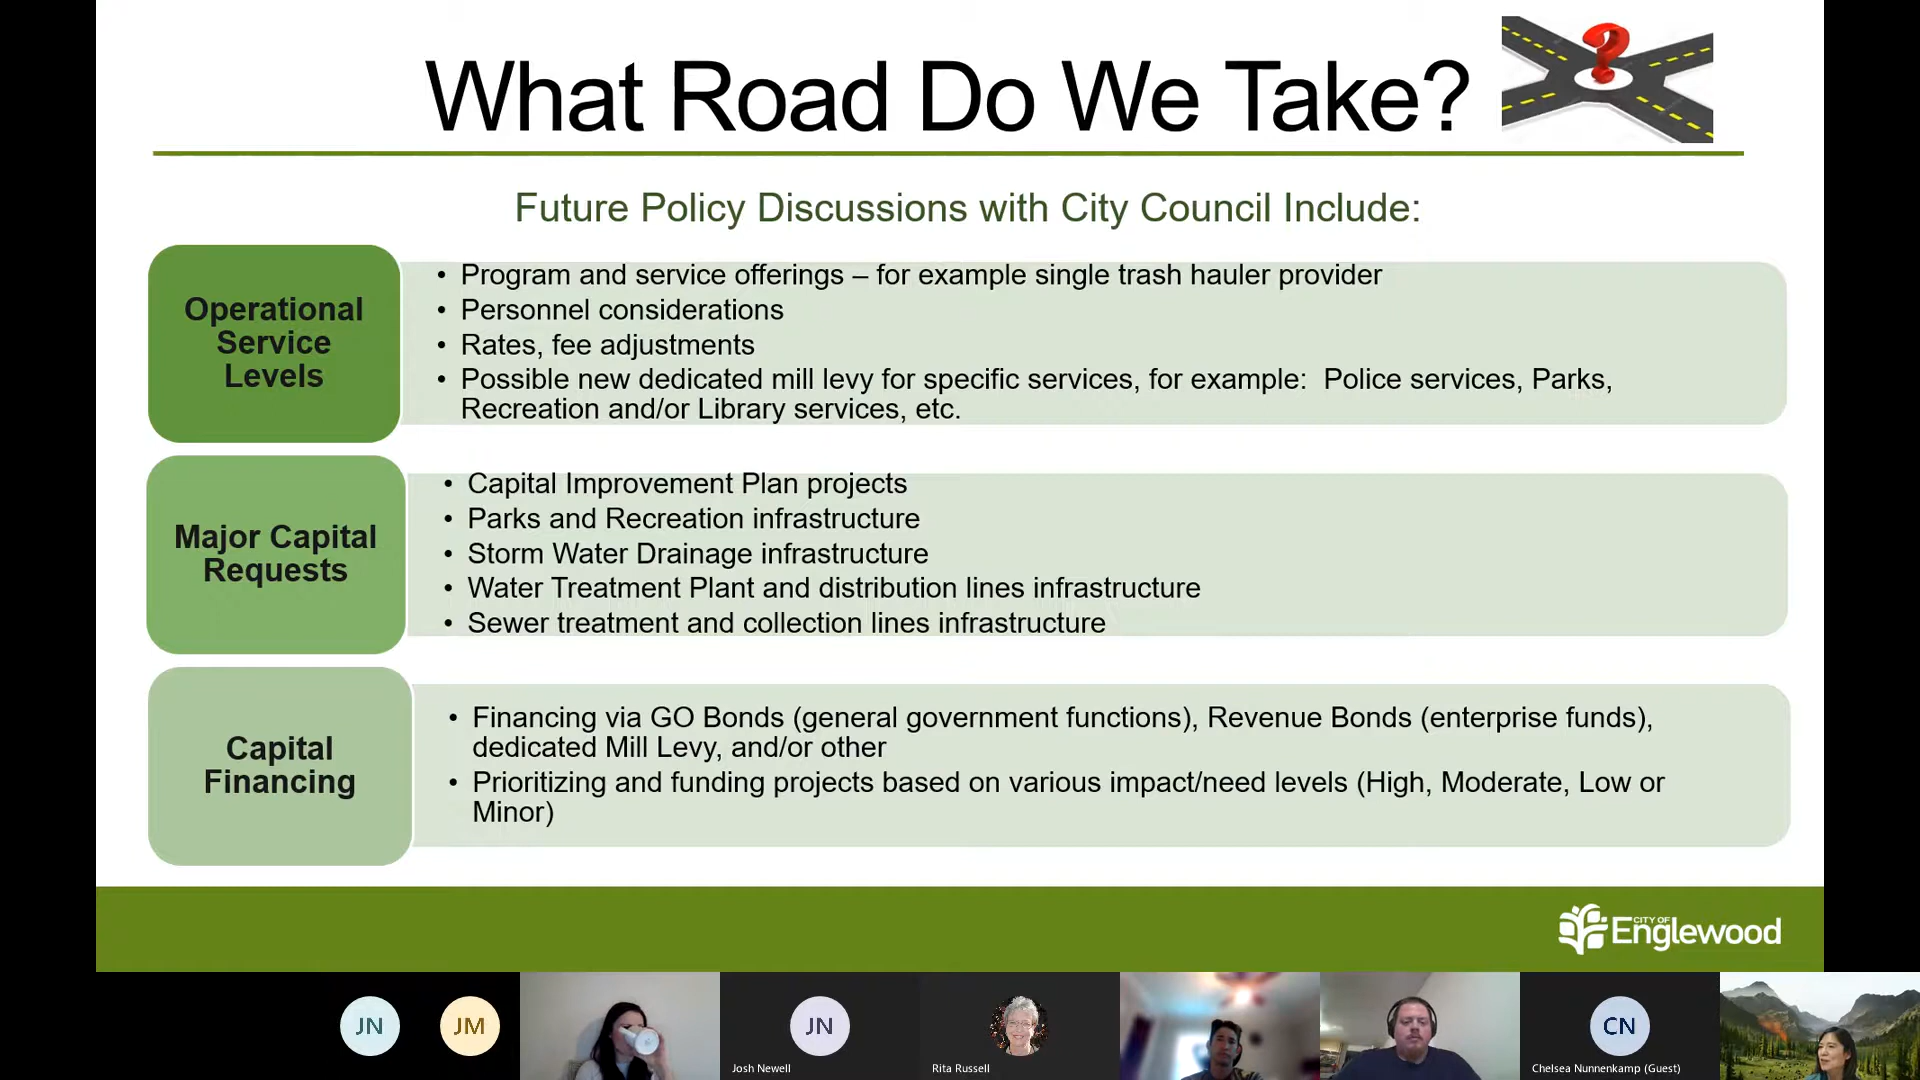 What Road Do We Take?
?
Future Policy Discussions with City Council Include:
Operational
Service
Levels
• Program and service offerings – for example single trash hauler provider
• Personnel considerations
• Rates, fee adjustments
• Possible new dedicated mill levy for specific services, for example:  Police services, Parks,
Recreation and/or Library services, etc.
Major Capital
Requests
• Capital Improvement Plan projects
• Parks and Recreation infrastructure
• Storm Water Drainage infrastructure
• Water Treatment Plant and distribution lines infrastructure
• Sewer treatment and collection lines infrastructure
Capital
Financing
• Financing via GO Bonds (general government functions), Revenue Bonds (enterprise funds),
dedicated Mill Levy, and/or other
• Prioritizing and funding projects based on various impact/need levels (High, Moderate, Low or
Minor)
CITY OF
Englewood
JN
JM
JN
Josh Newell
Rita Russell
CN
Chelsea Nunnenkamp (Guest)